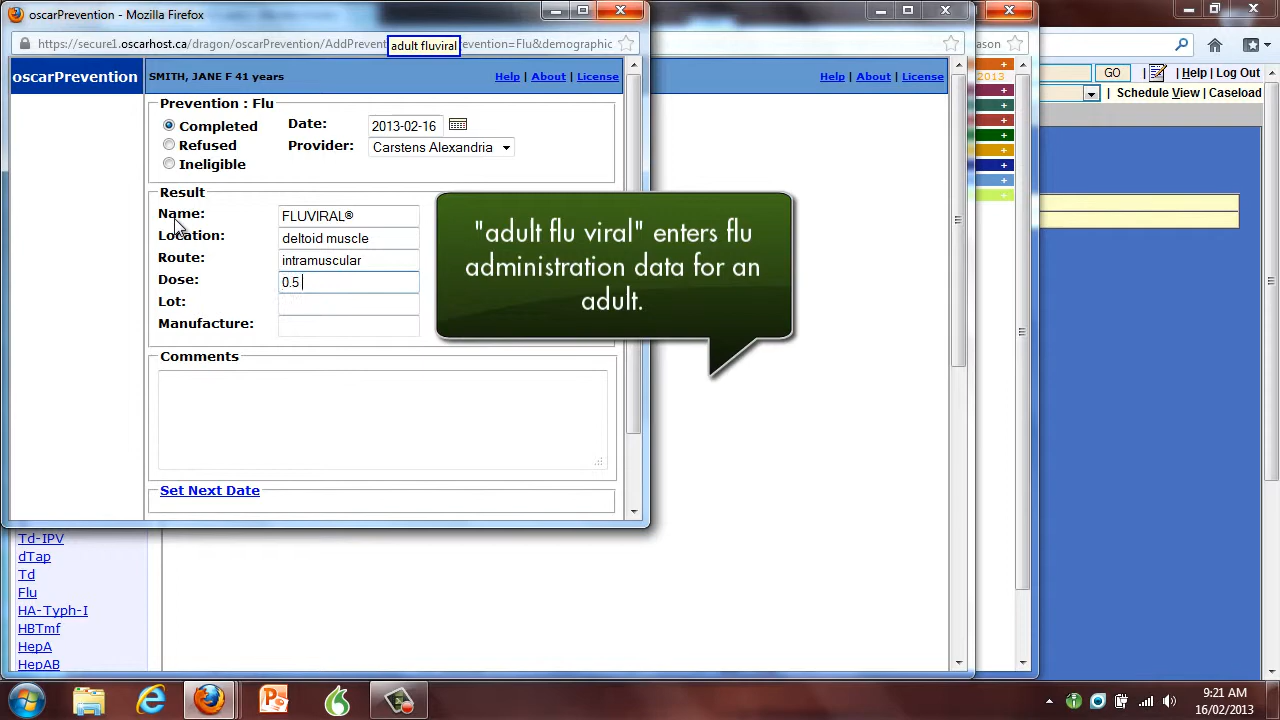 oscarPrevention - Mozilla Firefox
https://secure1.oscarhost.ca/dragon/oscarPrevention/AddPrevent
adult fluviral
evention=Flu&demographic
ason
oscarPrevention
SMITH, JANE F 41 years
Help | About | License
Help | About | License
2013
GO | Help | Log Out
| Schedule View | Caseload
Prevention : Flu
Completed
Date:
2013-02-16
Refused
Provider:
Carstens Alexandria
Ineligible
Result
Name:
FLUVIRAL®
Location:
deltoid muscle
Route:
intramuscular
Dose:
0.5
Lot:
Manufacture:
"adult flu viral" enters flu
administration data for an
adult.
Comments
Set Next Date
Td-IPV
dTap
Td
Flu
HA-Typh-I
HBTmf
HepA
HepAB
9:21 AM
16/02/2013